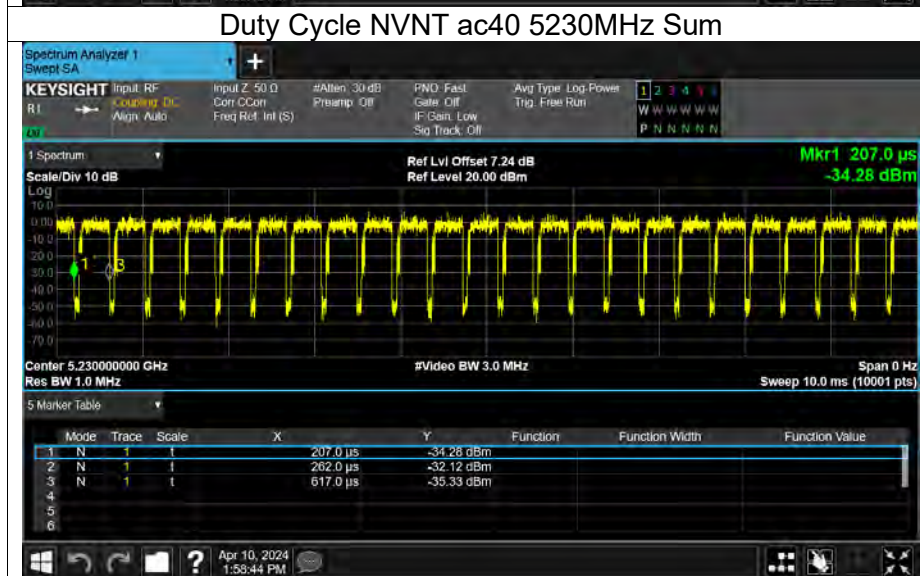 Duty Cycle NVNT ac40 5230MHz Sum
Spectrum Analyzer 1
Swept SA
+
KEYSIGHT Input: RF Input Z: 50 Ω #Atten: 30 dB PNO: Fast Avg Type: Log-Power 1 2 3 4 5 6
R L Coupling: DC Corr CCorr Preamp: Off Gate: Off Trig: Free Run W W W W W W
Align: Auto Freq Ref: Int (S) IF Gain: Low
Sig Track: Off P N N N N N
1 Spectrum Ref Lvl Offset 7.24 dB Mkr1 207.0 µs
Scale/Div 10 dB Ref Level 20.00 dBm -34.28 dBm
Log
10.0
0.00
-10.0
-20.0
1 3
-30.0
-40.0
-50.0
-60.0
-70.0
Center 5.230000000 GHz #Video BW 3.0 MHz Span 0 Hz
Res BW 1.0 MHz Sweep 10.0 ms (10001 pts)
5 Marker Table
Mode Trace Scale X Y Function Function Width Function Value
1 N 1 t 207.0 µs -34.28 dBm
2 N 1 t 262.0 µs -32.12 dBm
3 N 1 t 617.0 µs -35.33 dBm
4
5
6
? Apr 10, 2024
1:58:44 PM